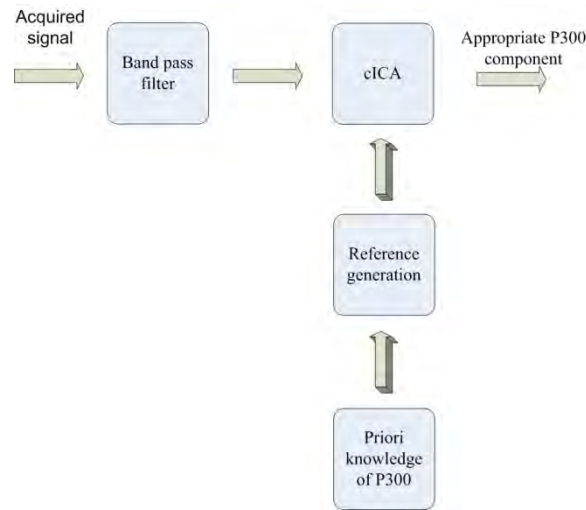 Acquired
signal
Band pass
filter
cICA
Appropriate P300
component
Reference
generation
Priori
knowledge
of P300